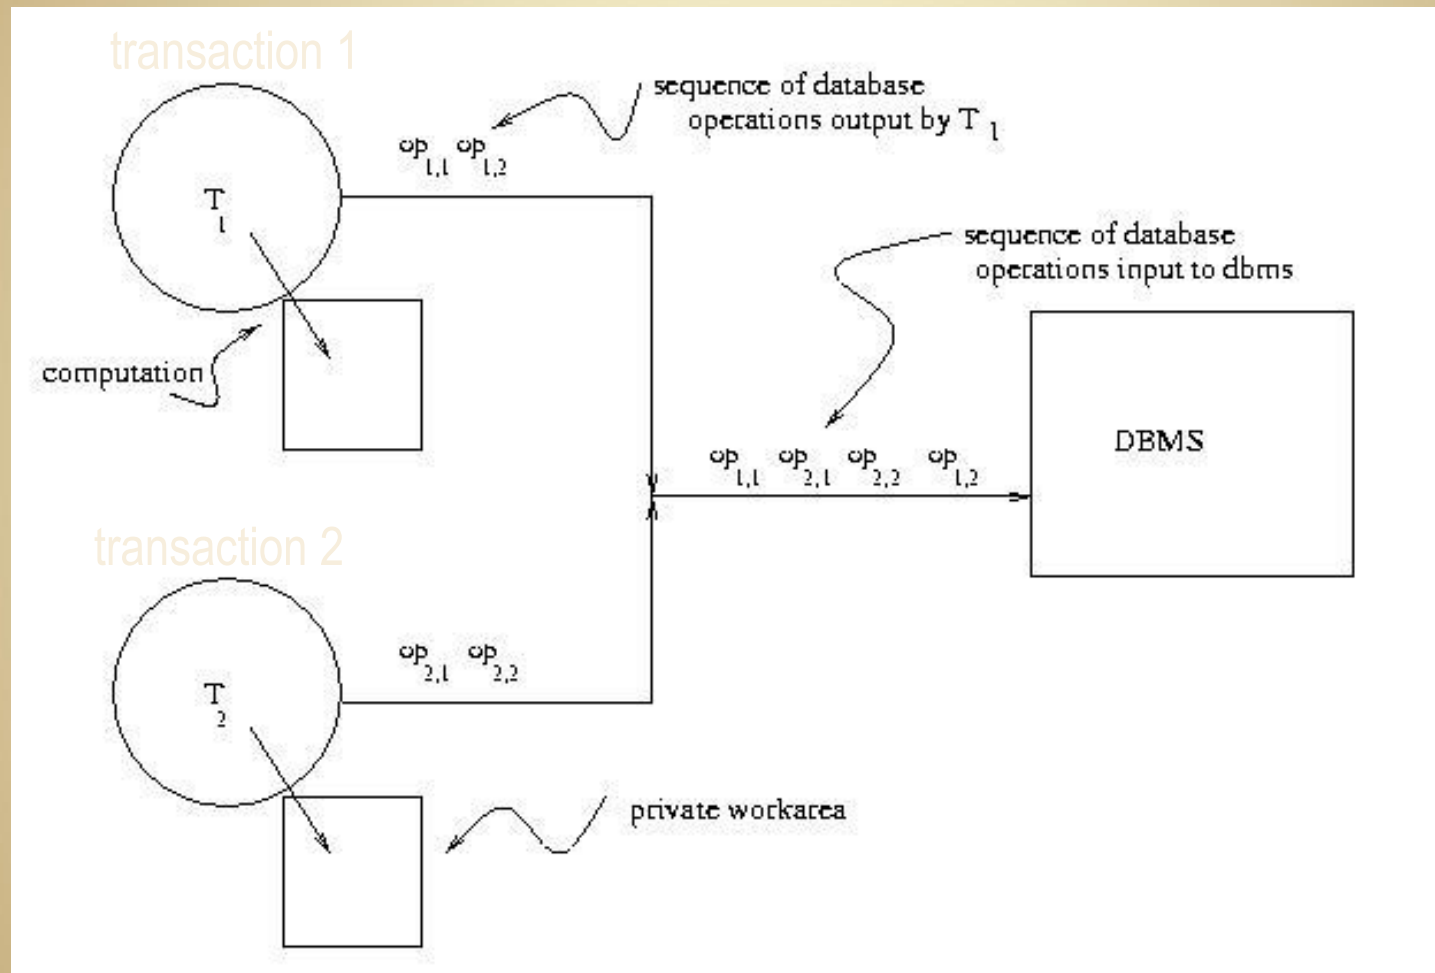 transaction 1
sequence of database
operations output by T 1
op1,1 op1,2
T1
sequence of database
operations input to dbms
computation
DBMS
op1,1 op2,1 op2,2 op1,2
transaction 2
op2,1 op2,2
T2
private workarea